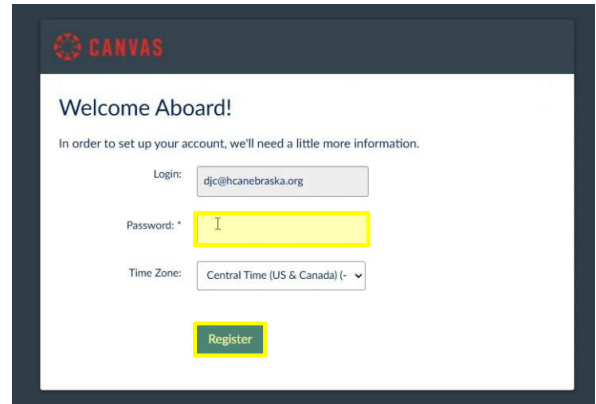 CANVAS
Welcome Aboard!
In order to set up your account, we'll need a little more information.
Login: djc@hcanebraska.org
Password: *
Time Zone: Central Time (US & Canada) (-
Register